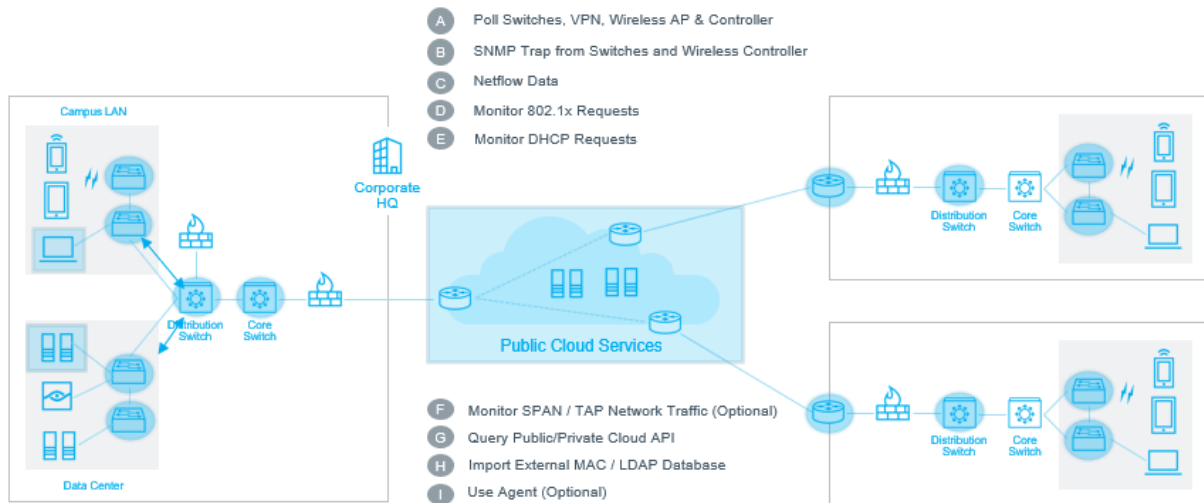 A Poll Switches, VPN, Wireless AP & Controller
B SNMP Trap from Switches and Wireless Controller
C Netflow Data
D Monitor 802.1x Requests
E Monitor DHCP Requests
Campus LAN
Corporate
HQ
Distribution
Switch
Core
Switch
Data Center
Public Cloud Services
Distribution
Switch
Core
Switch
Distribution
Switch
Core
Switch
F Monitor SPAN / TAP Network Traffic (Optional)
G Query Public/Private Cloud API
H Import External MAC / LDAP Database
I Use Agent (Optional)